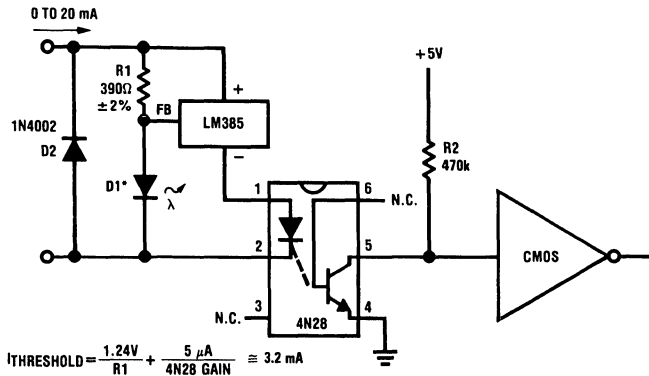 0 TO 20 mA
+5V
R1
390Ω
±2%
FB
+
LM385
−
1N4002
D2
D1*
λ
R2
470k
1
6
N.C.
2
5
CMOS
3
N.C.
4
4N28
ITHRESHOLD = 1.24V / R1 + 5 μA / 4N28 GAIN ≅ 3.2 mA